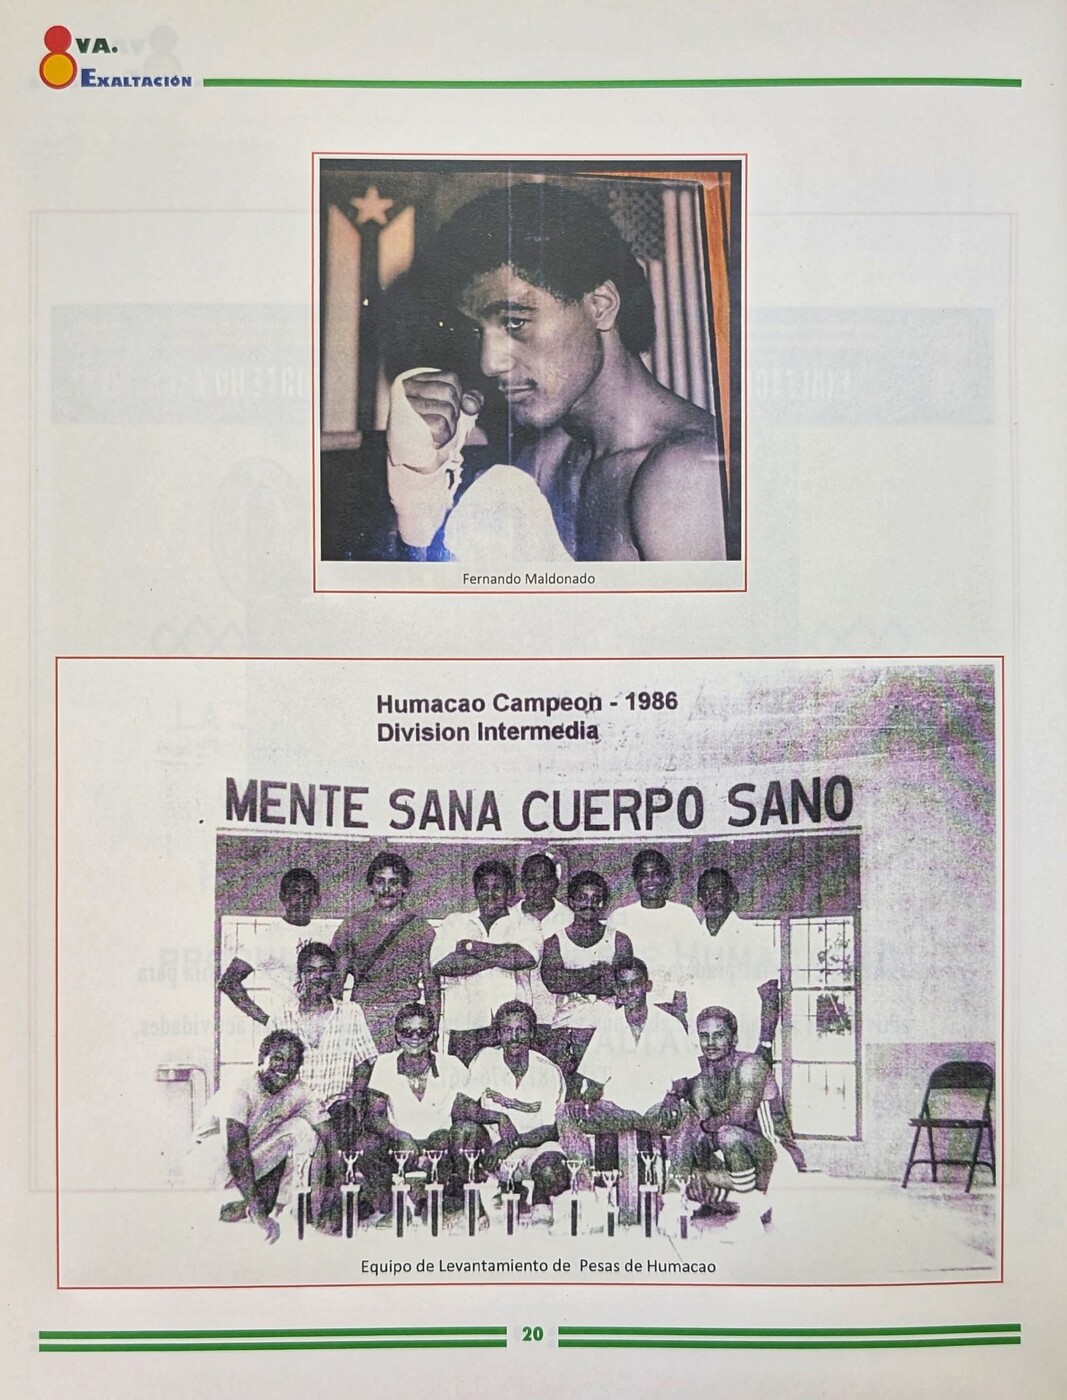 8VA.
EXALTACIÓN
Fernando Maldonado
Humacao Campeon - 1986
Division Intermedia
MENTE SANA CUERPO SANO
Equipo de Levantamiento de Pesas de Humacao
20